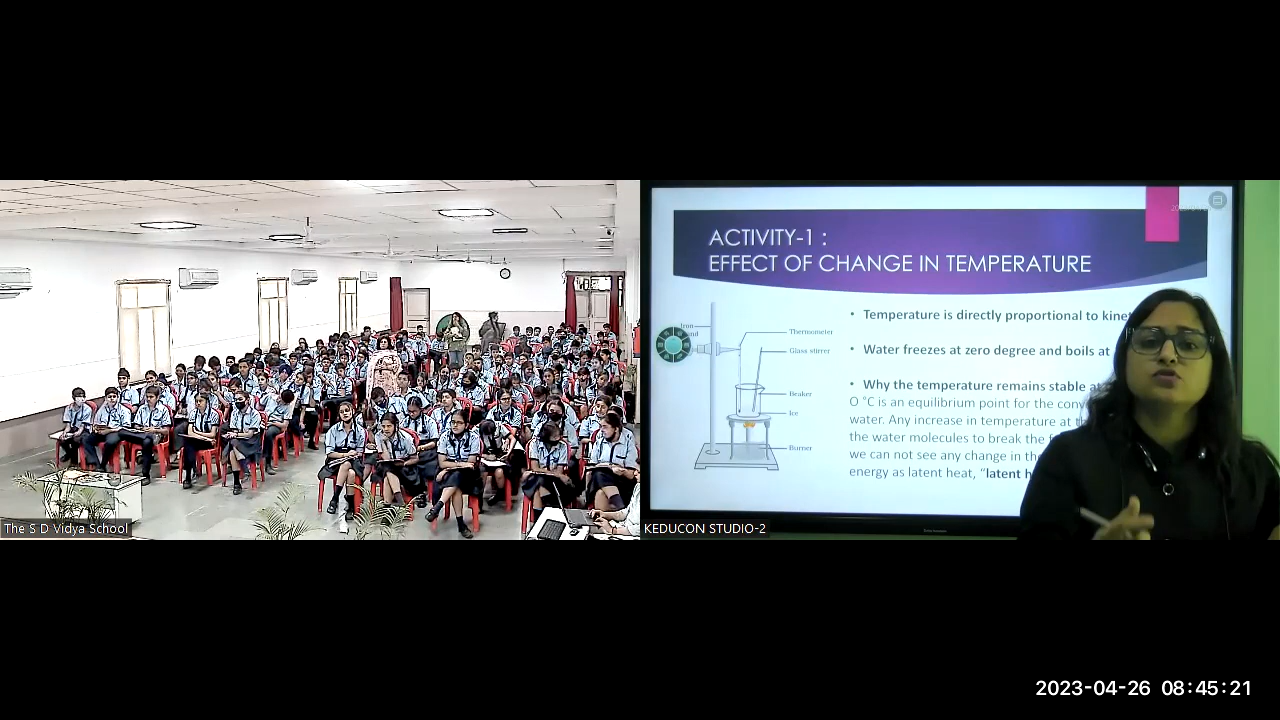 The S D Vidya School
ACTIVITY-1 :
EFFECT OF CHANGE IN TEMPERATURE
Iron
Thermometer
Glass stirrer
Beaker
Ice
Burner
• Temperature is directly proportional to
• Water freezes at zero degree and boils at
• Why the temperature remains stable at
O °C is an equilibrium point for the
water. Any increase in temperature at
the water molecules to break the
we can not see any change in the
energy as latent heat, “latent
KEDUCON STUDIO-2
2023-04-26 08:45:21